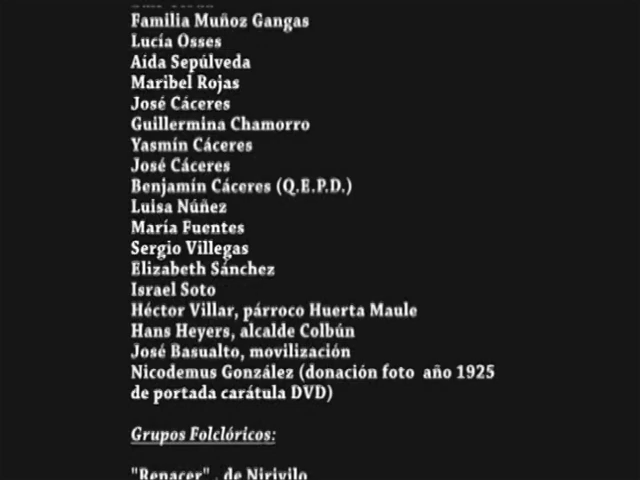 Familia Muñoz Gangas
Lucía Osses
Aída Sepúlveda
Maribel Rojas
José Cáceres
Guillermina Chamorro
Yasmín Cáceres
José Cáceres
Benjamín Cáceres (Q.E.P.D.)
Luisa Núñez
María Fuentes
Sergio Villegas
Elizabeth Sánchez
Israel Soto
Héctor Villar, párroco Huerta Maule
Hans Heyers, alcalde Colbún
José Basualto, movilización
Nicodemus González (donación foto año 1925
de portada carátula DVD)
Grupos Folclóricos:
"Renacer" , de Nirivilo